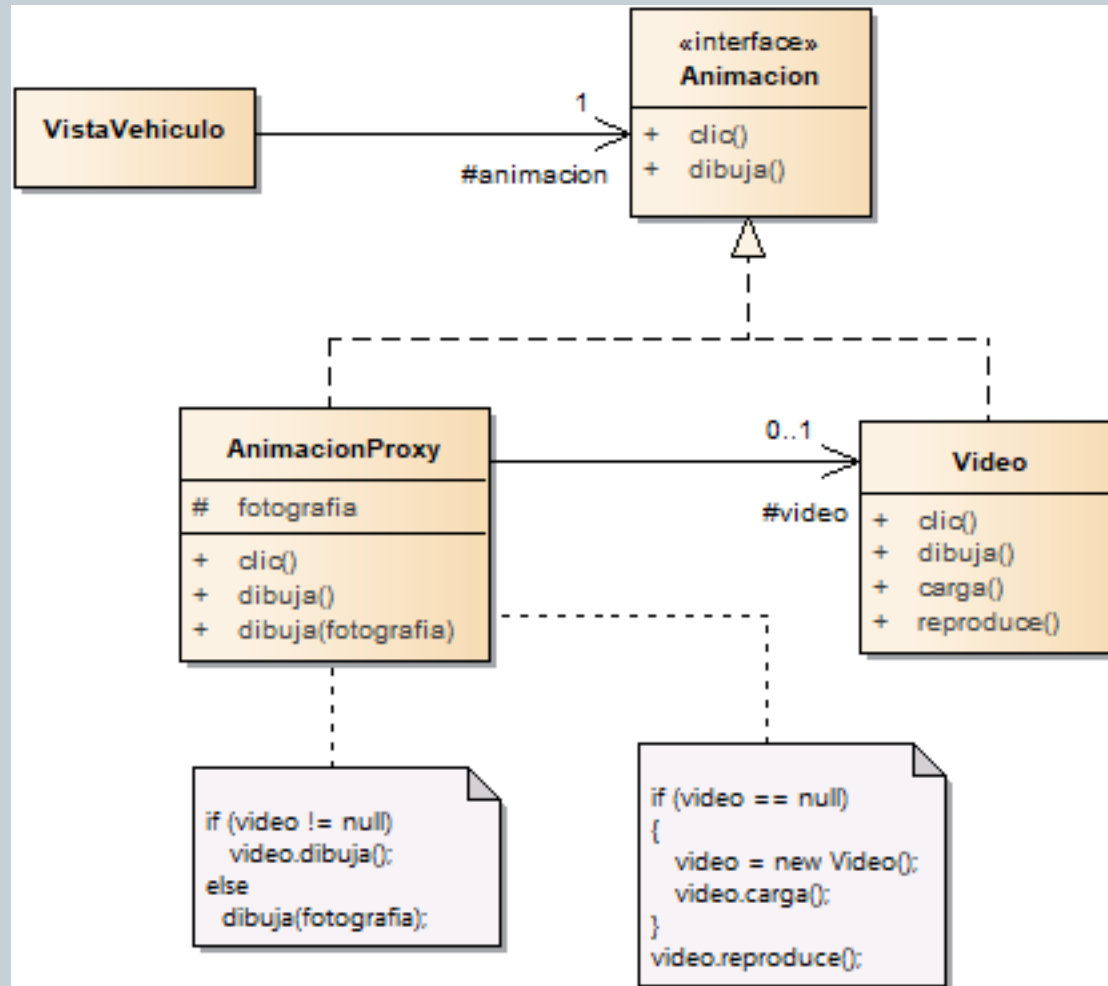 «interface»
Animacion
+ clic()
+ dibuja()
VistaVehiculo
1
#animacion
AnimacionProxy
# fotografia
+ clic()
+ dibuja()
+ dibuja(fotografia)
0..1
#video
Video
+ clic()
+ dibuja()
+ carga()
+ reproduce()
if (video != null)
video.dibuja();
else
dibuja(fotografia);
if (video == null)
{
video = new Video();
video.carga();
}
video.reproduce();